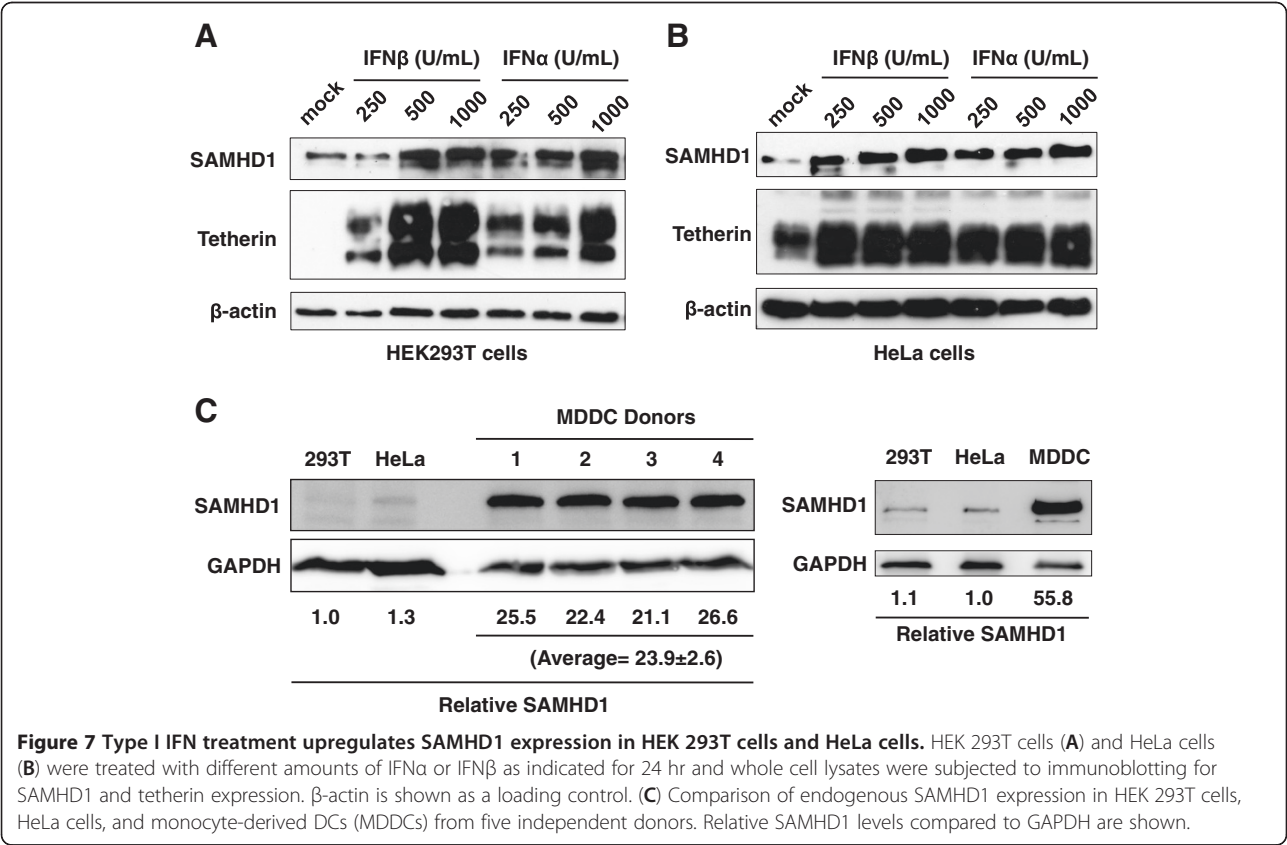 A
B
IFNβ (U/mL) IFNα (U/mL)
mock 250 500 1000 250 500 1000
SAMHD1
Tetherin
β-actin
HEK293T cells
IFNβ (U/mL) IFNα (U/mL)
mock 250 500 1000 250 500 1000
SAMHD1
Tetherin
β-actin
HeLa cells
C
MDDC Donors
293T HeLa 1 2 3 4
SAMHD1
GAPDH
1.0 1.3 25.5 22.4 21.1 26.6
(Average= 23.9±2.6)
Relative SAMHD1
293T HeLa MDDC
SAMHD1
GAPDH
1.1 1.0 55.8
Relative SAMHD1
Figure 7 Type I IFN treatment upregulates SAMHD1 expression in HEK 293T cells and HeLa cells. HEK 293T cells (A) and HeLa cells
(B) were treated with different amounts of IFNα or IFNβ as indicated for 24 hr and whole cell lysates were subjected to immunoblotting for
SAMHD1 and tetherin expression. β-actin is shown as a loading control. (C) Comparison of endogenous SAMHD1 expression in HEK 293T cells,
HeLa cells, and monocyte-derived DCs (MDDCs) from five independent donors. Relative SAMHD1 levels compared to GAPDH are shown.